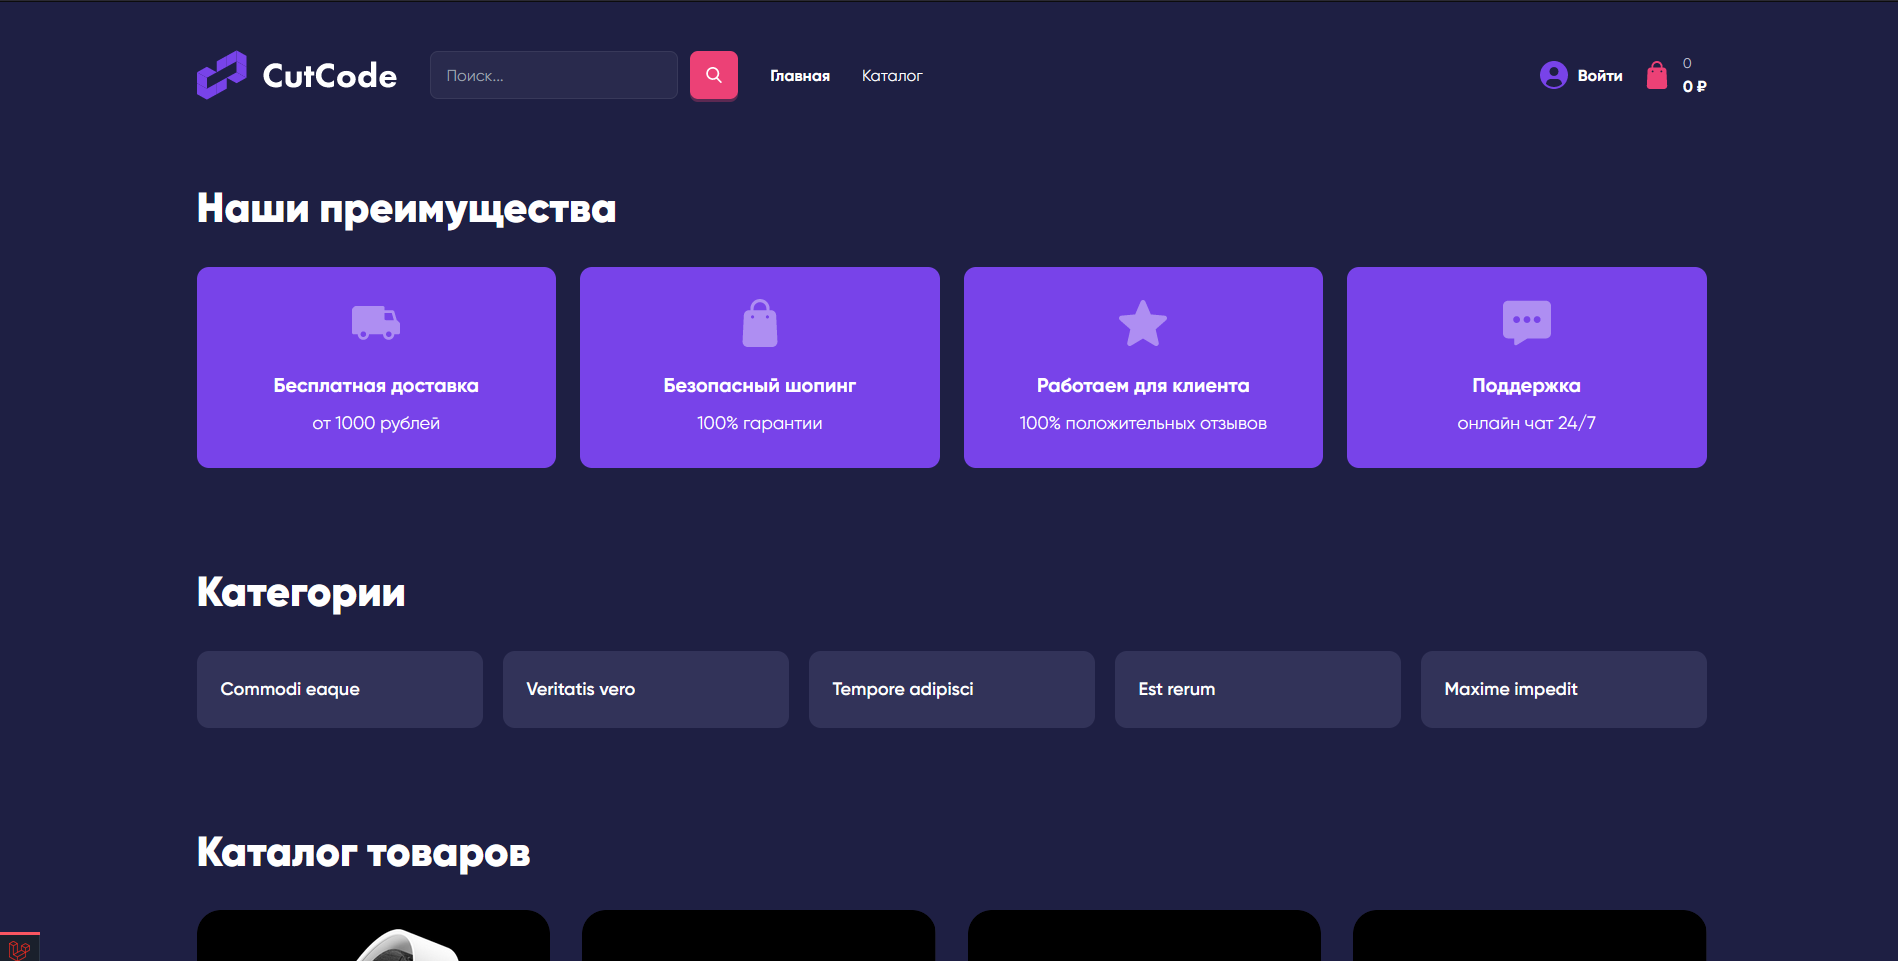 CutCode
Поиск...
Главная
Каталог
Войти
0
0 ₽
Наши преимущества
Бесплатная доставка
от 1000 рублей
Безопасный шопинг
100% гарантии
Работаем для клиента
100% положительных отзывов
Поддержка
онлайн чат 24/7
Категории
Commodi eaque
Veritatis vero
Tempore adipisci
Est rerum
Maxime impedit
Каталог товаров